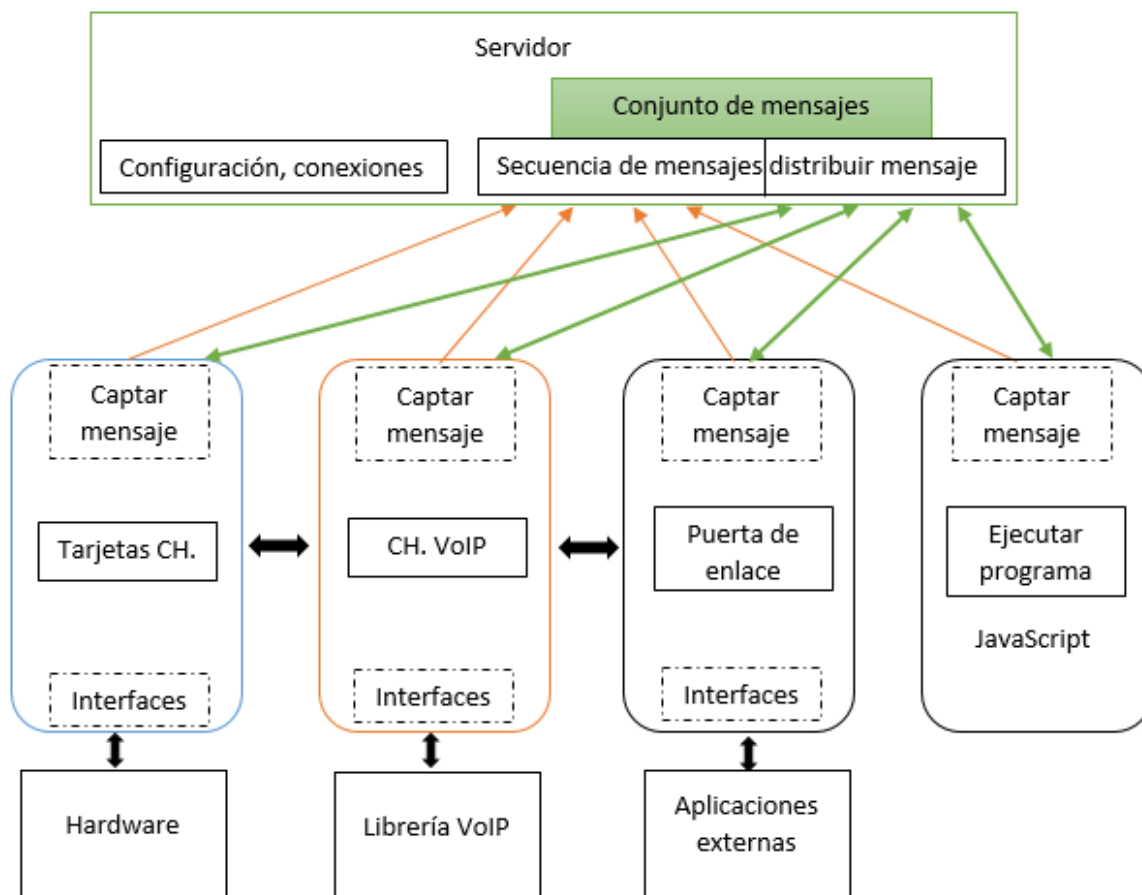 Servidor
Conjunto de mensajes
Configuración, conexiones
Secuencia de mensajes distribuir mensaje
Captar
mensaje
Captar
mensaje
Captar
mensaje
Captar
mensaje
Tarjetas CH.
CH. VoIP
Puerta de
enlace
Ejecutar
programa
JavaScript
Interfaces
Interfaces
Interfaces
Hardware
Librería VoIP
Aplicaciones
externas